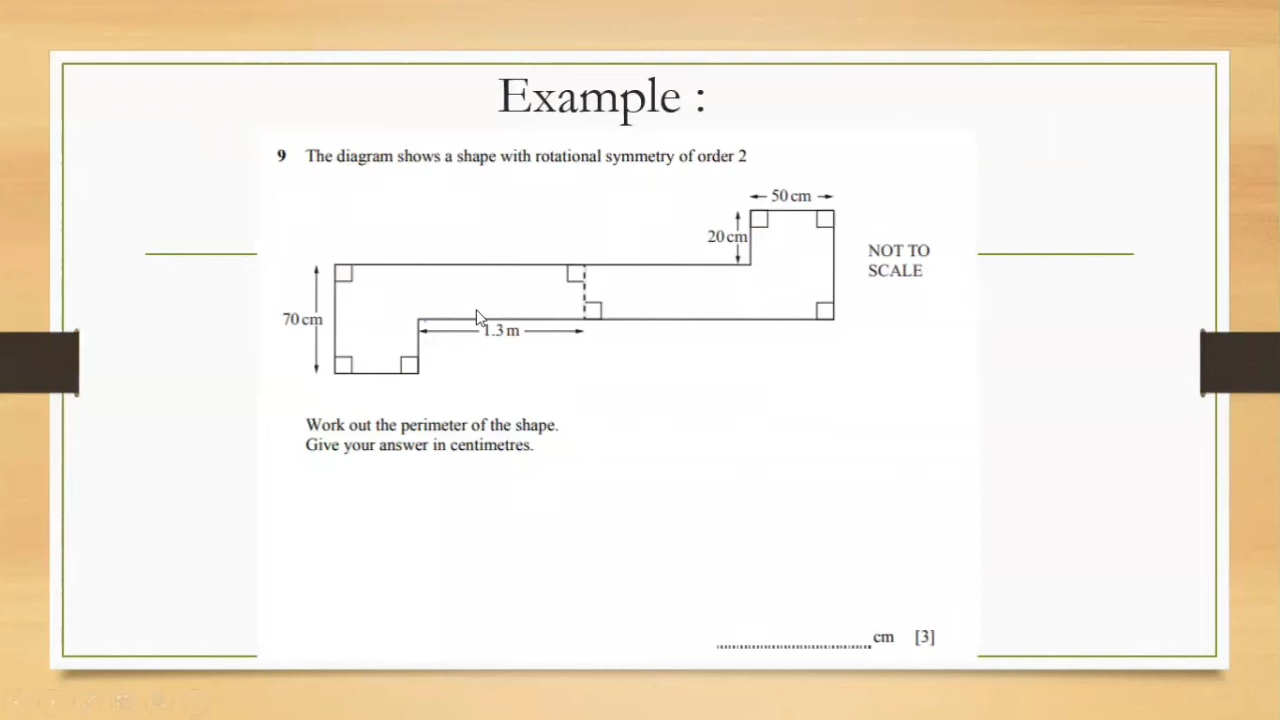 Example :
9 The diagram shows a shape with rotational symmetry of order 2
50 cm
20 cm
NOT TO
SCALE
70 cm
1.3 m
Work out the perimeter of the shape.
Give your answer in centimetres.
................................ cm [3]